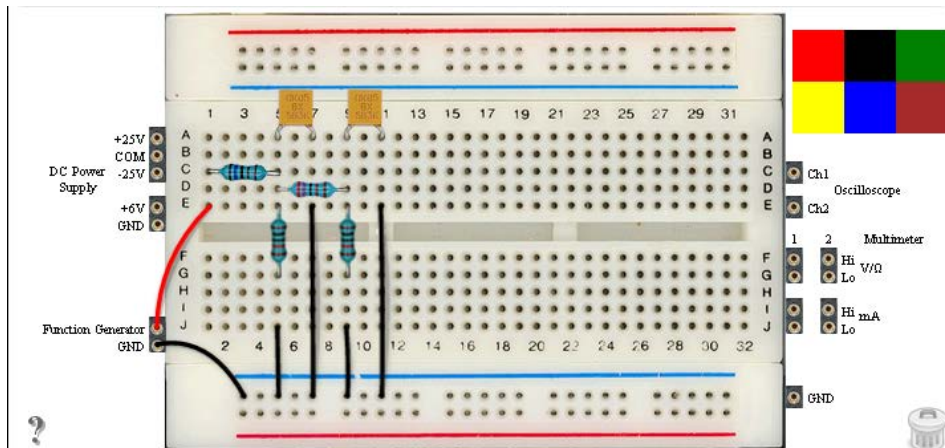 1 3 5 7 9 11 13 15 17 19 21 23 25 27 29 31
A A
B B
+25V
COM
DC Power -25V C C Ch1
Supply
D D Oscilloscope
+6V E E Ch2
GND
1 2 Multimeter
F F Hi V/Ω
G G Lo
H H
I I Hi mA
Function Generator J J Lo
GND 2 4 6 8 10 12 14 16 18 20 21 22 24 26 28 30 32
GND
?